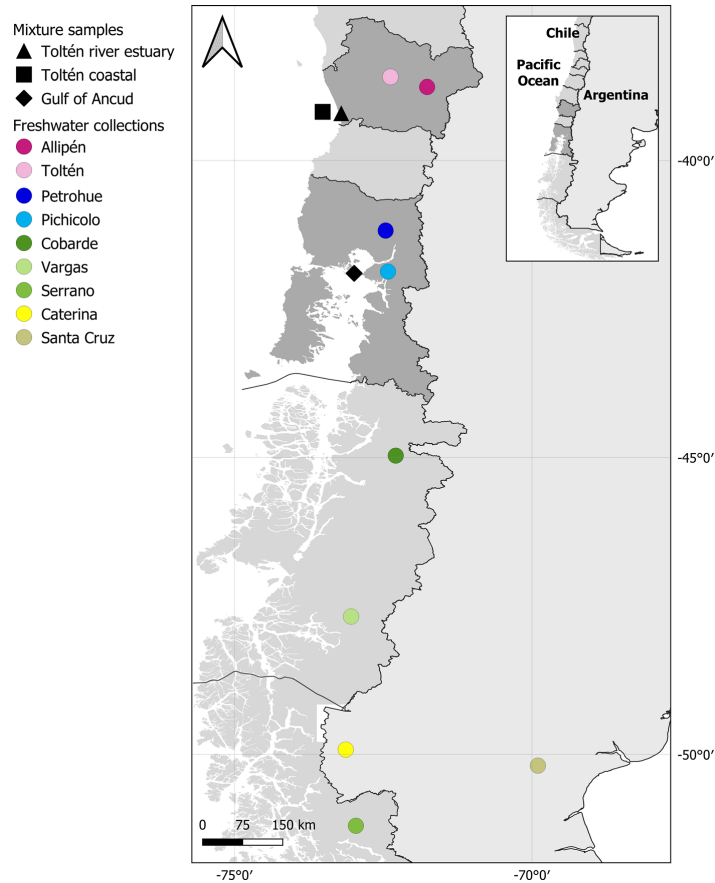 Mixture samples
Toltén river estuary
Toltén coastal
Gulf of Ancud
Freshwater collections
Allipén
Toltén
Petrohue
Pichicolo
Cobarde
Vargas
Serrano
Caterina
Santa Cruz
Chile
Pacific
Ocean
Argentina
-40°0′
-45°0′
-50°0′
0 75 150 km
-75°0′
-70°0′